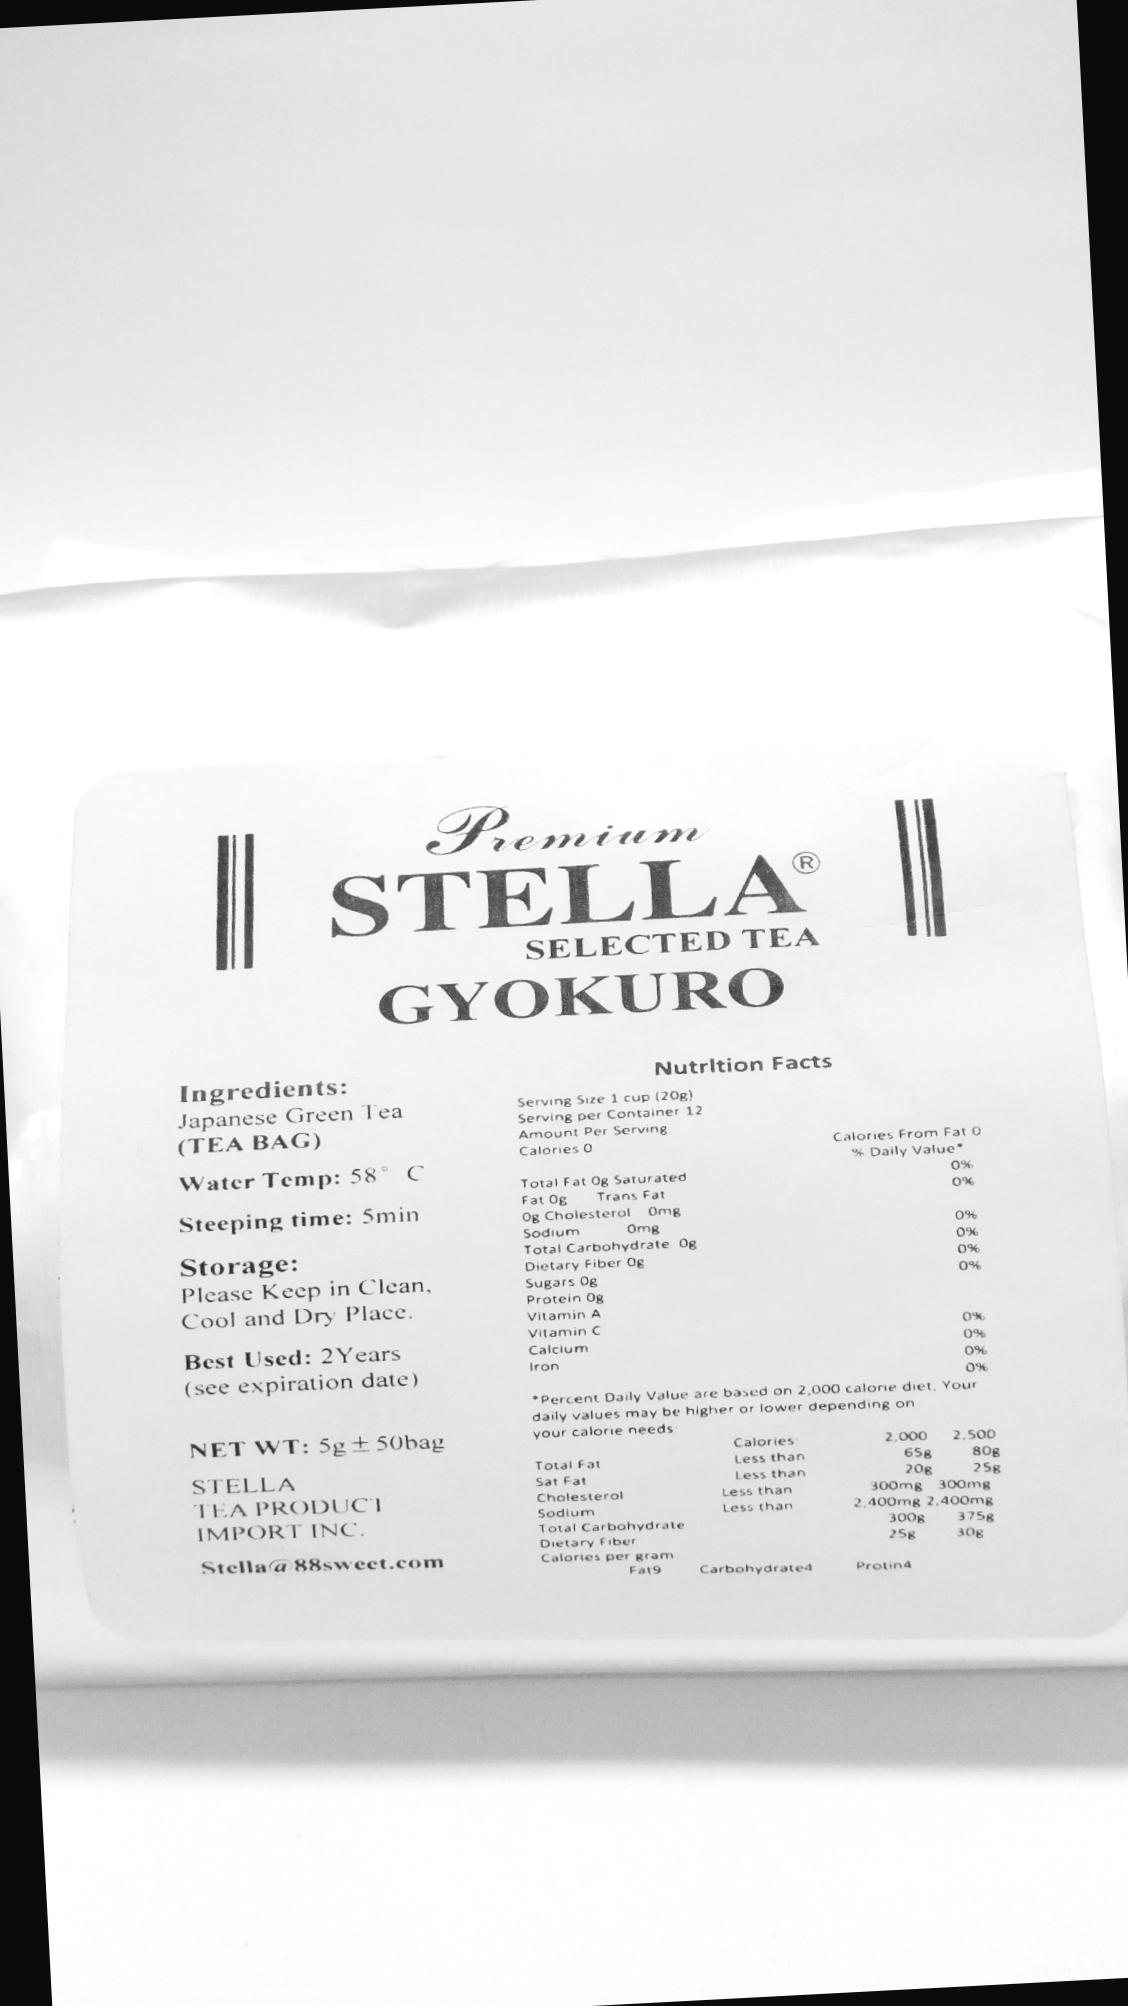 Premium
STELLA®
SELECTED TEA
GYOKURO
Ingredients:
Japanese Green Tea
(TEA BAG)
Water Temp: 58° C
Steeping time: 5min
Storage:
Please Keep in Clean,
Cool and Dry Place.
Best Used: 2Years
(see expiration date)
NET WT: 5g±50bag
STELLA
TEA PRODUCT
IMPORT INC.
Stella@88sweet.com
Nutrltion Facts
Serving Size 1 cup (20g)
Serving per Container 12
Amount Per Serving
Calories 0 Calories From Fat 0
% Daily Value*
Total Fat 0g Saturated 0%
Fat 0g Trans Fat 0%
0g Cholesterol 0mg
Sodium 0mg 0%
Total Carbohydrate 0g 0%
Dietary Fiber 0g 0%
Sugars 0g 0%
Protein 0g
Vitamin A
Vitamin C 0%
Calcium 0%
Iron 0%
0%
*Percent Daily Value are based on 2,000 calorie diet. Your
daily values may be higher or lower depending on
your calorie needs
Calories 2,000 2,500
Total Fat Less than 65g 80g
Sat Fat Less than 20g 25g
Cholesterol Less than 300mg 300mg
Sodium Less than 2,400mg 2,400mg
Total Carbohydrate 300g 375g
Dietary Fiber 25g 30g
Calories per gram
Fat9 Carbohydrate4 Protin4